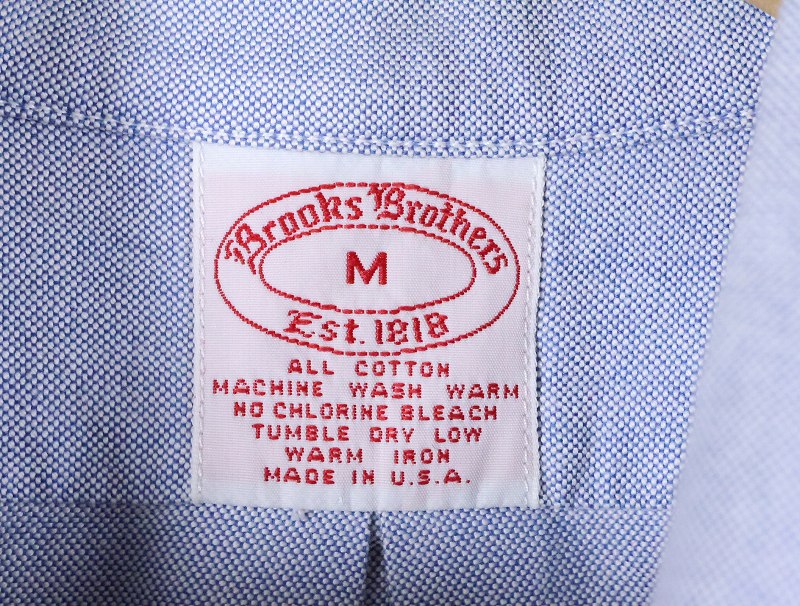 Brooks Brothers
M
Est. 1818
ALL COTTON
MACHINE WASH WARM
NO CHLORINE BLEACH
TUMBLE DRY LOW
WARM IRON
MADE IN U.S.A.